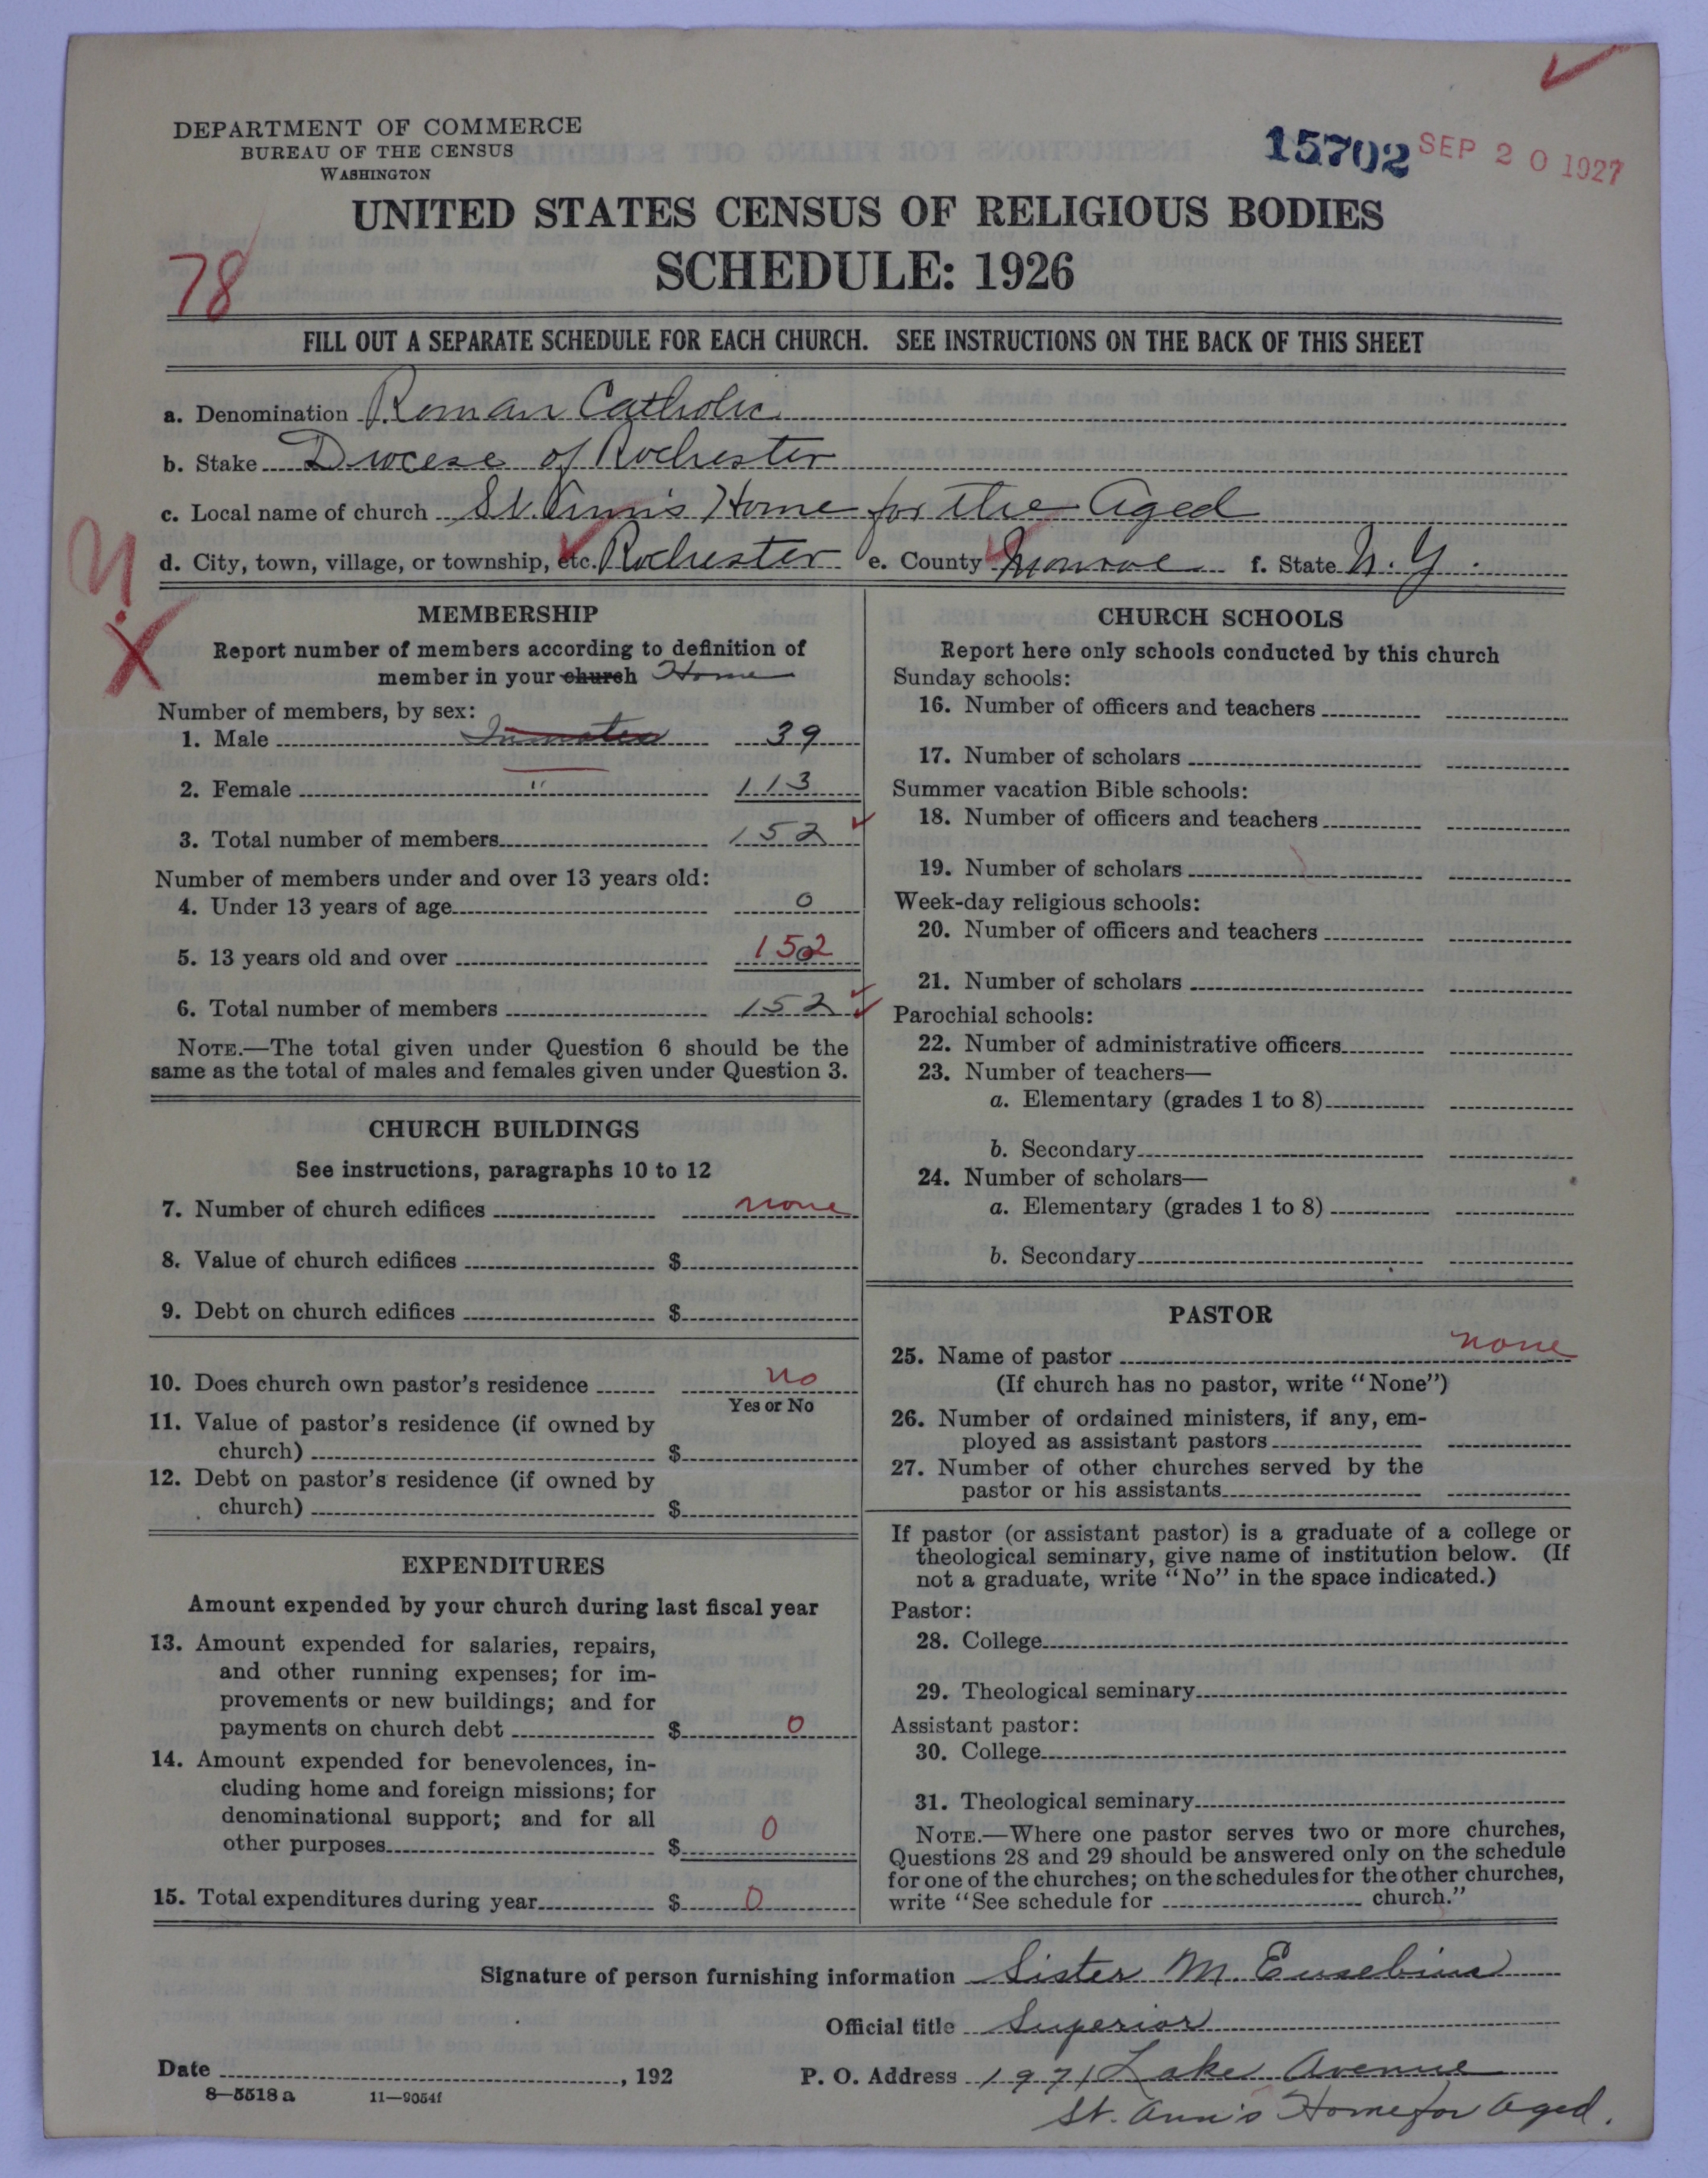 DEPARTMENT OF COMMERCE
BUREAU OF THE CENSUS
WASHINGTON
15702 SEP 20 1927
UNITED STATES CENSUS OF RELIGIOUS BODIES
SCHEDULE: 1926
78
FILL OUT A SEPARATE SCHEDULE FOR EACH CHURCH. SEE INSTRUCTIONS ON THE BACK OF THIS SHEET
a. Denomination Roman Catholic
b. Stake Diocese of Rochester
c. Local name of church St. Ann's Home for the Aged
d. City, town, village, or township, etc. Rochester e. County Monroe f. State N.Y.
MEMBERSHIP
Report number of members according to definition of
member in your church Home
Number of members, by sex:
1. Male Inmates 39
2. Female " 113
3. Total number of members 152
Number of members under and over 13 years old:
4. Under 13 years of age 0
5. 13 years old and over 152
6. Total number of members 152
NOTE.—The total given under Question 6 should be the
same as the total of males and females given under Question 3.
CHURCH BUILDINGS
See instructions, paragraphs 10 to 12
7. Number of church edifices none
8. Value of church edifices $
9. Debt on church edifices $
10. Does church own pastor's residence no
Yes or No
11. Value of pastor's residence (if owned by
church) $
12. Debt on pastor's residence (if owned by
church) $
EXPENDITURES
Amount expended by your church during last fiscal year
13. Amount expended for salaries, repairs,
and other running expenses; for im-
provements or new buildings; and for
payments on church debt $ 0
14. Amount expended for benevolences, in-
cluding home and foreign missions; for
denominational support; and for all
other purposes $ 0
15. Total expenditures during year $ 0
CHURCH SCHOOLS
Report here only schools conducted by this church
Sunday schools:
16. Number of officers and teachers
17. Number of scholars
Summer vacation Bible schools:
18. Number of officers and teachers
19. Number of scholars
Week-day religious schools:
20. Number of officers and teachers
21. Number of scholars
Parochial schools:
22. Number of administrative officers
23. Number of teachers—
a. Elementary (grades 1 to 8)
b. Secondary
24. Number of scholars—
a. Elementary (grades 1 to 8)
b. Secondary
PASTOR
25. Name of pastor none
(If church has no pastor, write "None")
26. Number of ordained ministers, if any, em-
ployed as assistant pastors
27. Number of other churches served by the
pastor or his assistants
If pastor (or assistant pastor) is a graduate of a college or
theological seminary, give name of institution below. (If
not a graduate, write "No" in the space indicated.)
Pastor:
28. College
29. Theological seminary
Assistant pastor:
30. College
31. Theological seminary
NOTE.—Where one pastor serves two or more churches,
Questions 28 and 29 should be answered only on the schedule
for one of the churches; on the schedules for the other churches,
write "See schedule for church."
Signature of person furnishing information Sister M. Eusebius
Official title Superior
Date , 192 P. O. Address 1971 Lake Avenue
8—5518 a 11—9054f
St. Ann's Home for Aged.